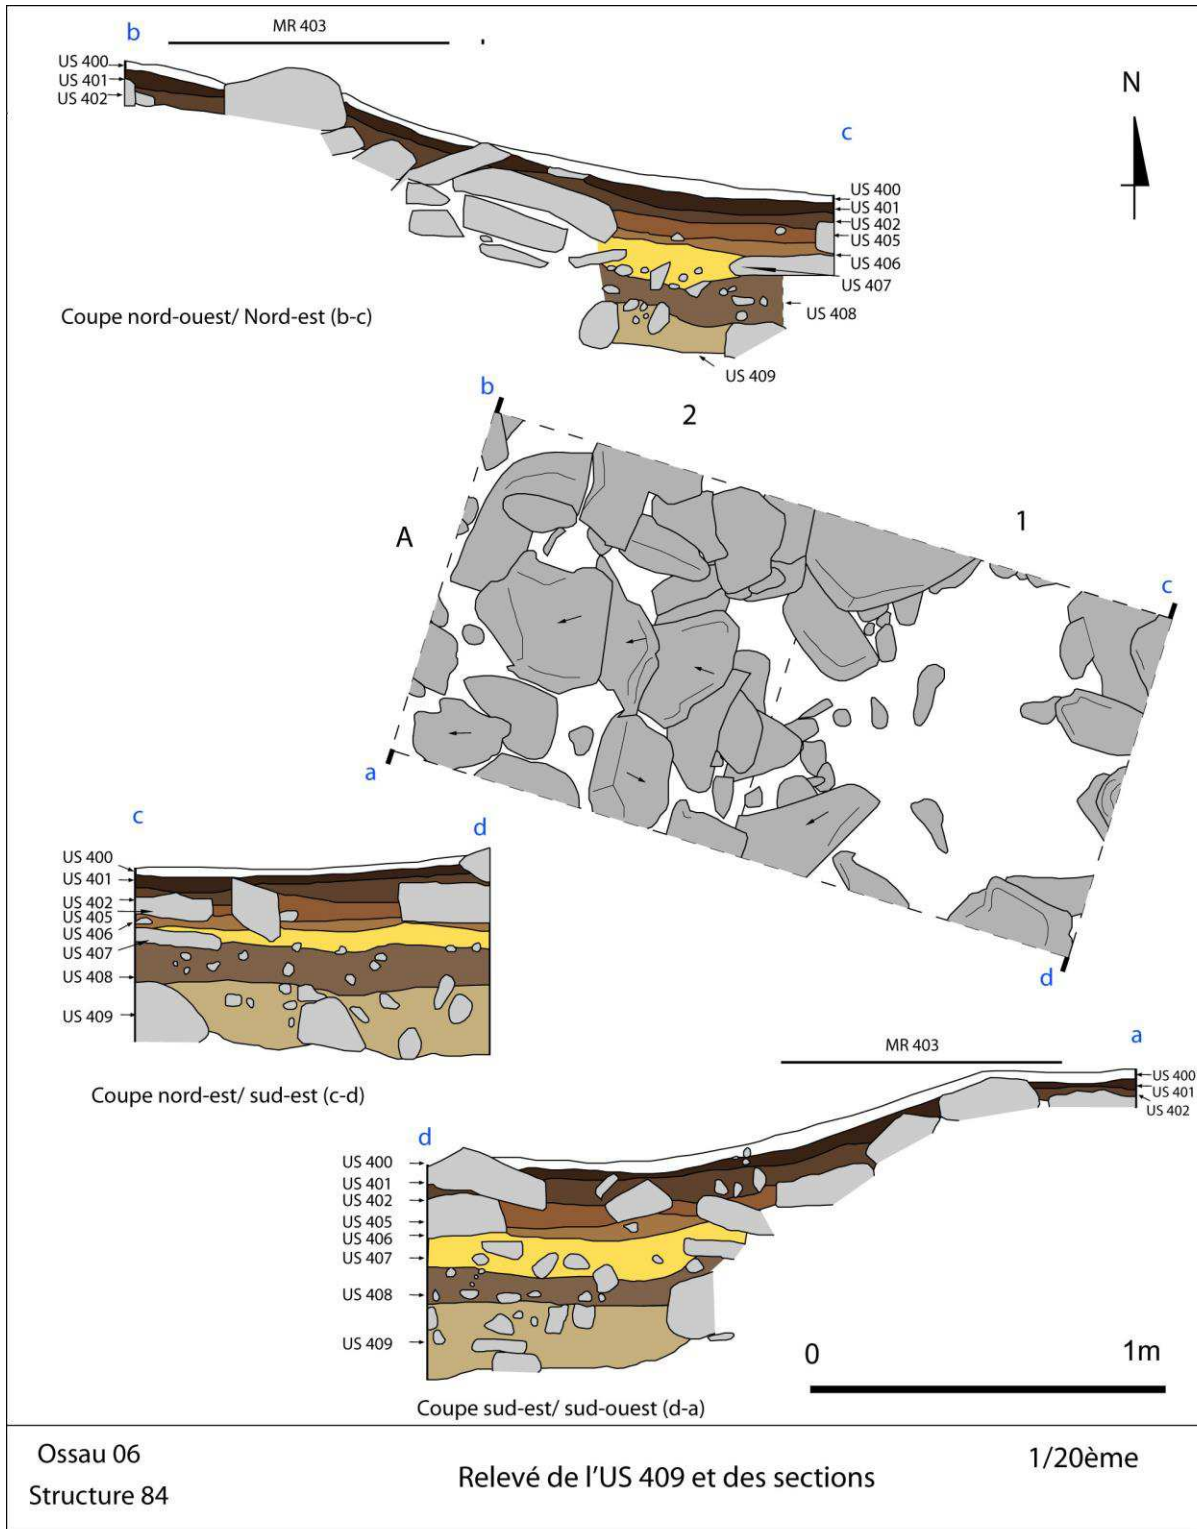 b
MR 403
US 400
US 401
US 402
N
c
US 400
US 401
US 402
US 405
US 406
US 407
US 408
US 409
Coupe nord-ouest/ Nord-est (b-c)
b
2
1
A
c
a
d
c
d
US 400
US 401
US 402
US 405
US 406
US 407
US 408
US 409
Coupe nord-est/ sud-est (c-d)
MR 403
a
US 400
US 401
US 402
d
US 400
US 401
US 402
US 405
US 406
US 407
US 408
US 409
Coupe sud-est/ sud-ouest (d-a)
0 1m
Ossau 06
Structure 84
Relevé de l'US 409 et des sections
1/20ème